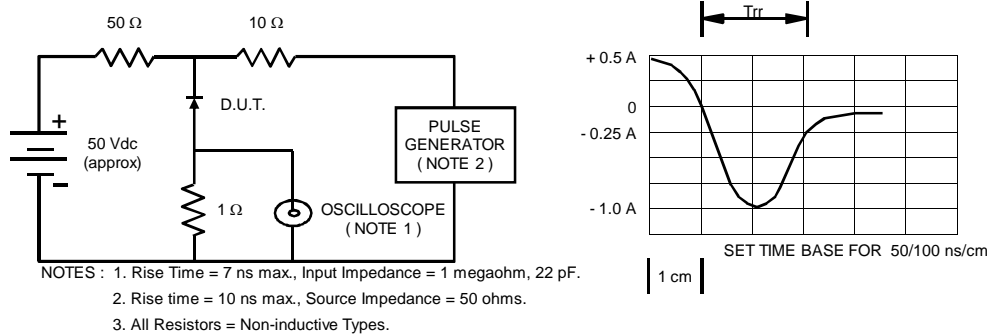 50 Ω
10 Ω
D.U.T.
+
50 Vdc
(approx)
−
1 Ω
OSCILLOSCOPE
( NOTE 1 )
PULSE
GENERATOR
( NOTE 2 )
Trr
+ 0.5 A
0
- 0.25 A
- 1.0 A
SET TIME BASE FOR 50/100 ns/cm
1 cm
NOTES : 1. Rise Time = 7 ns max., Input Impedance = 1 megaohm, 22 pF.
2. Rise time = 10 ns max., Source Impedance = 50 ohms.
3. All Resistors = Non-inductive Types.